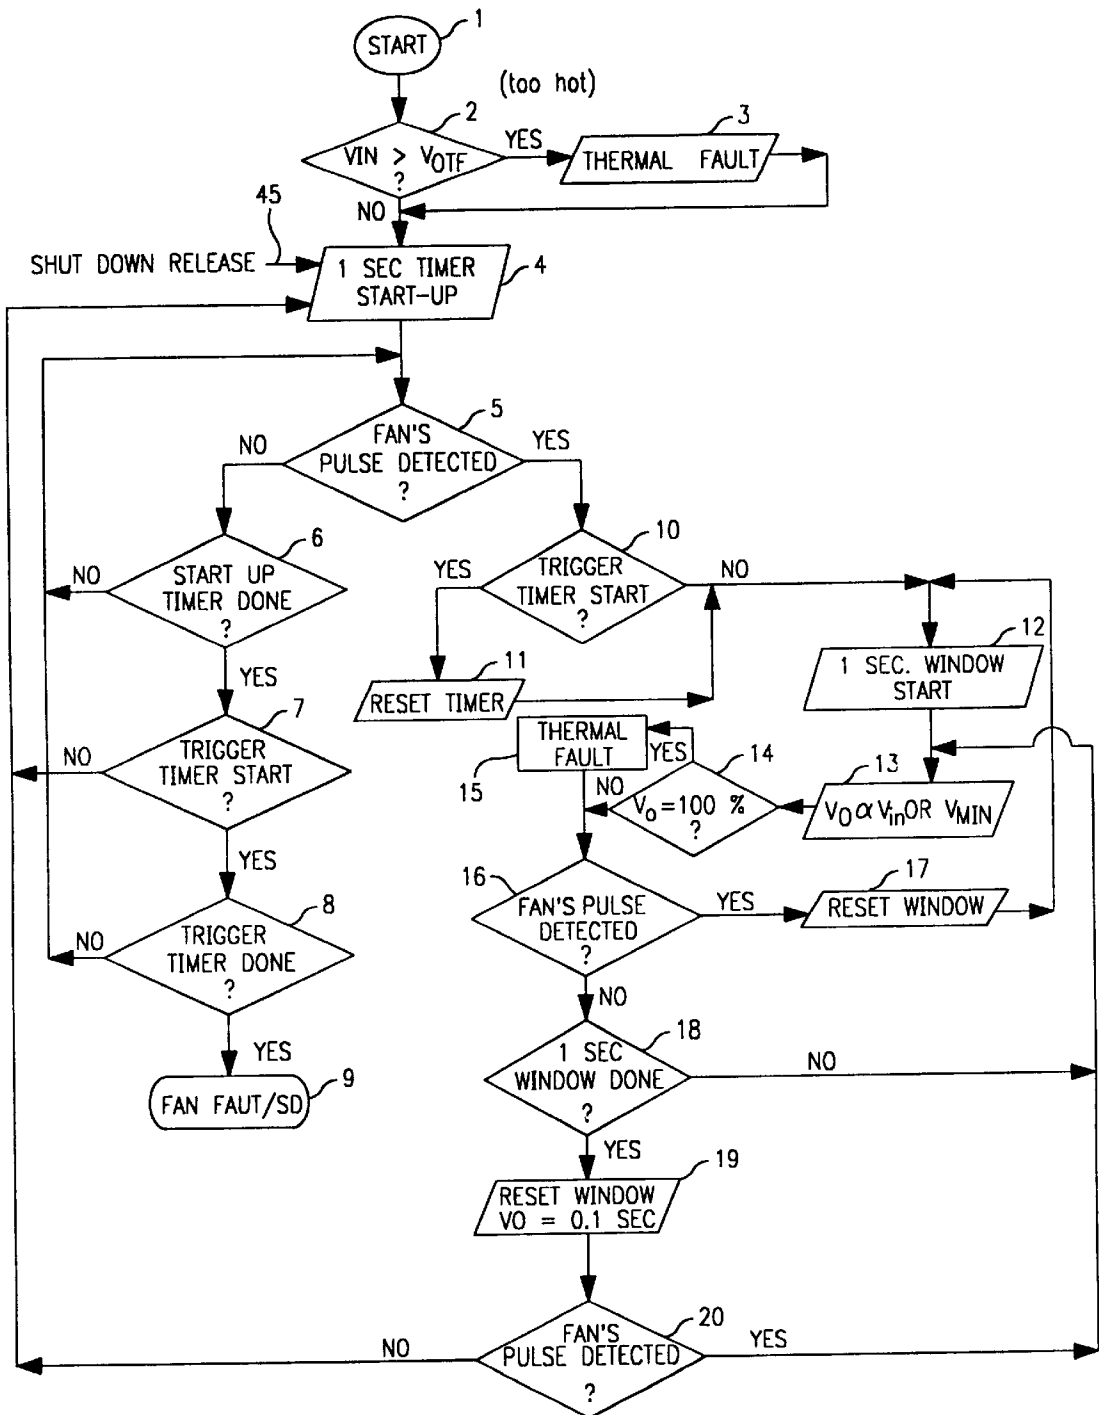 1
START
(too hot)
2
3
VIN > VOTF
?
YES
THERMAL FAULT
NO
45
SHUT DOWN RELEASE
1 SEC TIMER
START-UP
4
5
FAN'S
PULSE DETECTED
?
NO
YES
6
START UP
TIMER DONE
?
NO
YES
10
TRIGGER
TIMER START
?
YES
NO
11
RESET TIMER
12
1 SEC. WINDOW
START
7
TRIGGER
TIMER START
?
NO
YES
THERMAL
FAULT
15
YES
14
Vo=100 %
?
NO
13
VO α Vin OR VMIN
8
TRIGGER
TIMER DONE
?
NO
YES
16
FAN'S PULSE
DETECTED
?
YES
17
RESET WINDOW
NO
9
FAN FAUT/SD
18
1 SEC
WINDOW DONE
?
NO
YES
19
RESET WINDOW
VO = 0.1 SEC
20
FAN'S
PULSE DETECTED
?
NO
YES